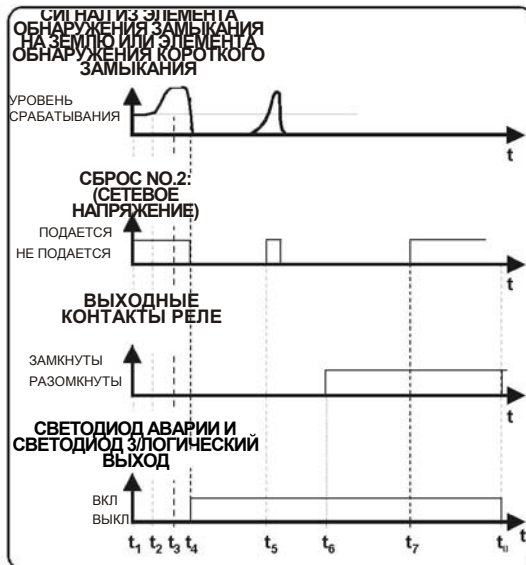 СИГНАЛ ИЗ ЭЛЕМЕНТА
ОБНАРУЖЕНИЯ ЗАМЫКАНИЯ
НА ЗЕМЛЮ ИЛИ ЭЛЕМЕНТА
ОБНАРУЖЕНИЯ КОРОТКОГО
ЗАМЫКАНИЯ
УРОВЕНЬ
СРАБАТЫВАНИЯ
t
СБРОС NO.2:
(СЕТЕВОЕ
НАПРЯЖЕНИЕ)
ПОДАЕТСЯ
НЕ ПОДАЕТСЯ
t
ВЫХОДНЫЕ
КОНТАКТЫ РЕЛЕ
ЗАМКНУТЫ
РАЗОМКНУТЫ
t
СВЕТОДИОД АВАРИИ И
СВЕТОДИОД 3/ЛОГИЧЕСКИЙ
ВЫХОД
ВКЛ
ВЫКЛ
t
t1 t2 t3 t4 t5 t6 t7